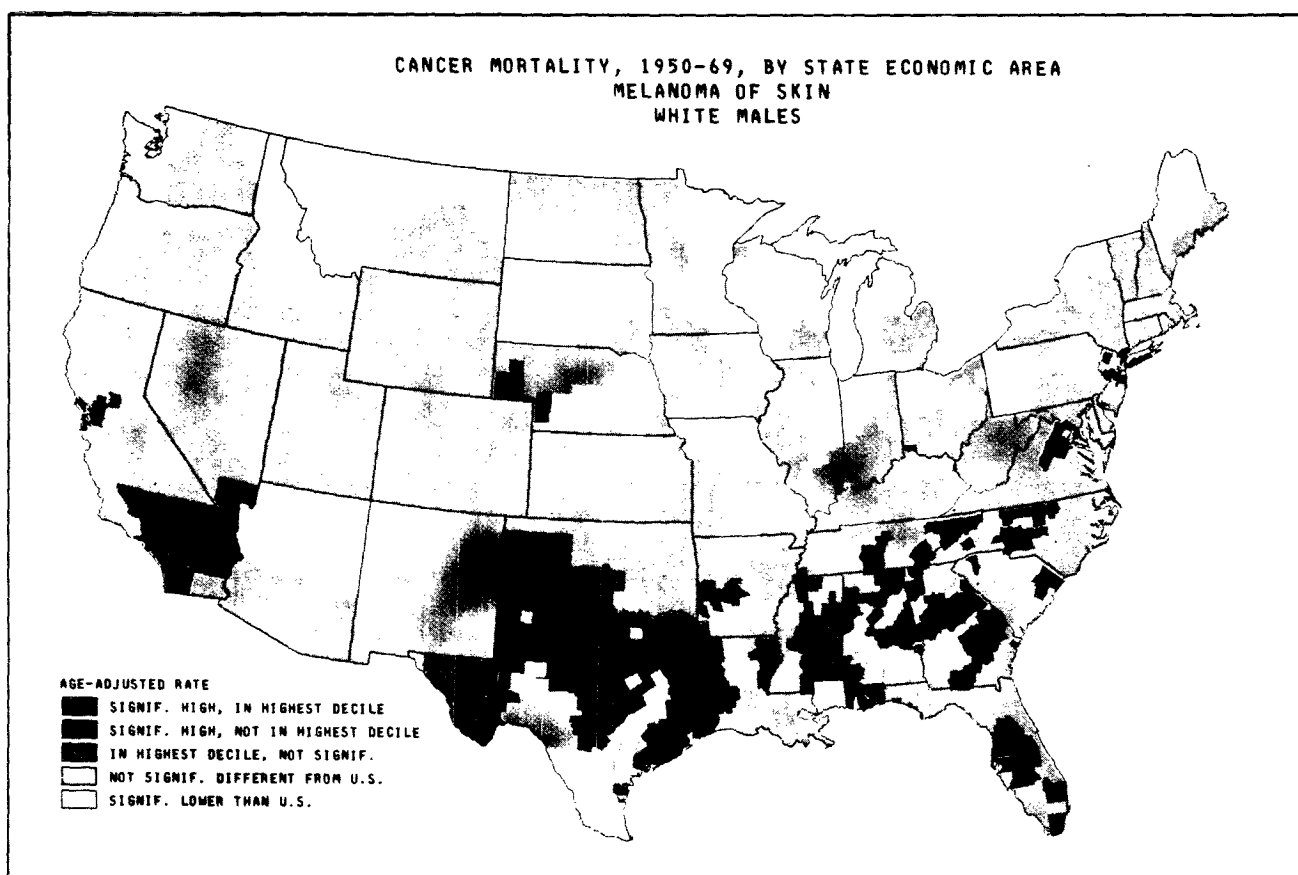 CANCER MORTALITY, 1950-69, BY STATE ECONOMIC AREA
MELANOMA OF SKIN
WHITE MALES
AGE-ADJUSTED RATE
SIGNIF. HIGH, IN HIGHEST DECILE
SIGNIF. HIGH, NOT IN HIGHEST DECILE
IN HIGHEST DECILE, NOT SIGNIF.
NOT SIGNIF. DIFFERENT FROM U.S.
SIGNIF. LOWER THAN U.S.